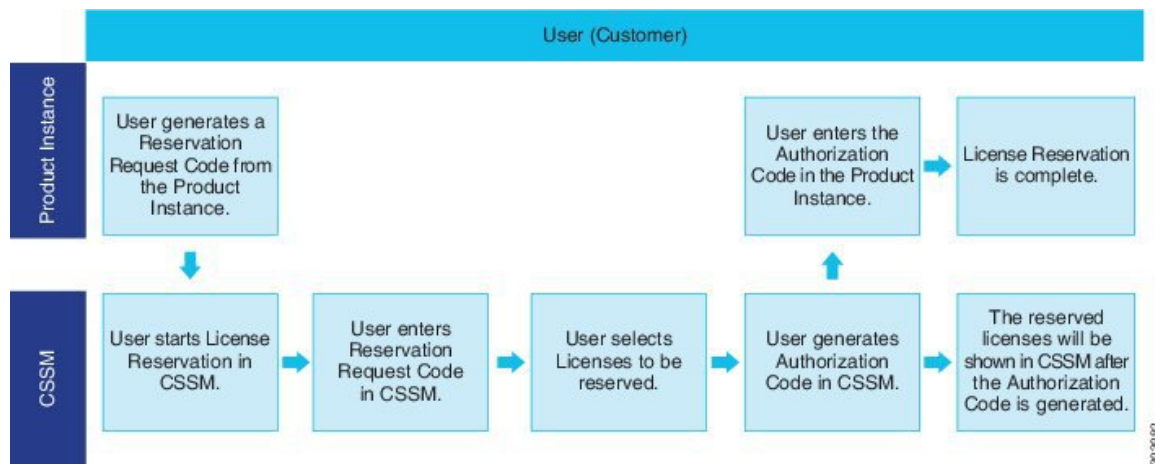 User (Customer)
Product Instance
User generates a
Reservation
Request Code from
the Product
Instance.
User enters the
Authorization
Code in the Product
Instance.
License Reservation
is complete.
CSSM
User starts License
Reservation in
CSSM.
User enters
Reservation
Request Code
in CSSM.
User selects
Licenses to be
reserved.
User generates
Authorization
Code in CSSM.
The reserved
licenses will be
shown in CSSM after
the Authorization
Code is generated.